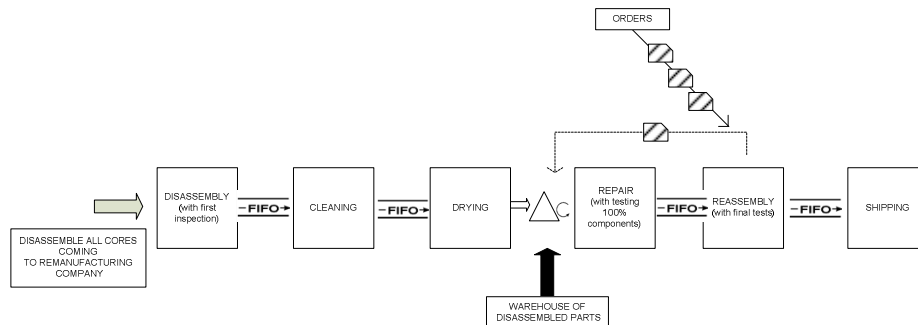 ORDERS
DISASSEMBLY
(with first
inspection)
FIFO
CLEANING
FIFO
DRYING
REPAIR
(with testing
100%
components)
FIFO
REASSEMBLY
(with final tests)
FIFO
SHIPPING
DISASSEMBLE ALL CORES
COMING
TO REMANUFACTURING
COMPANY
WAREHOUSE OF
DISASSEMBLED PARTS